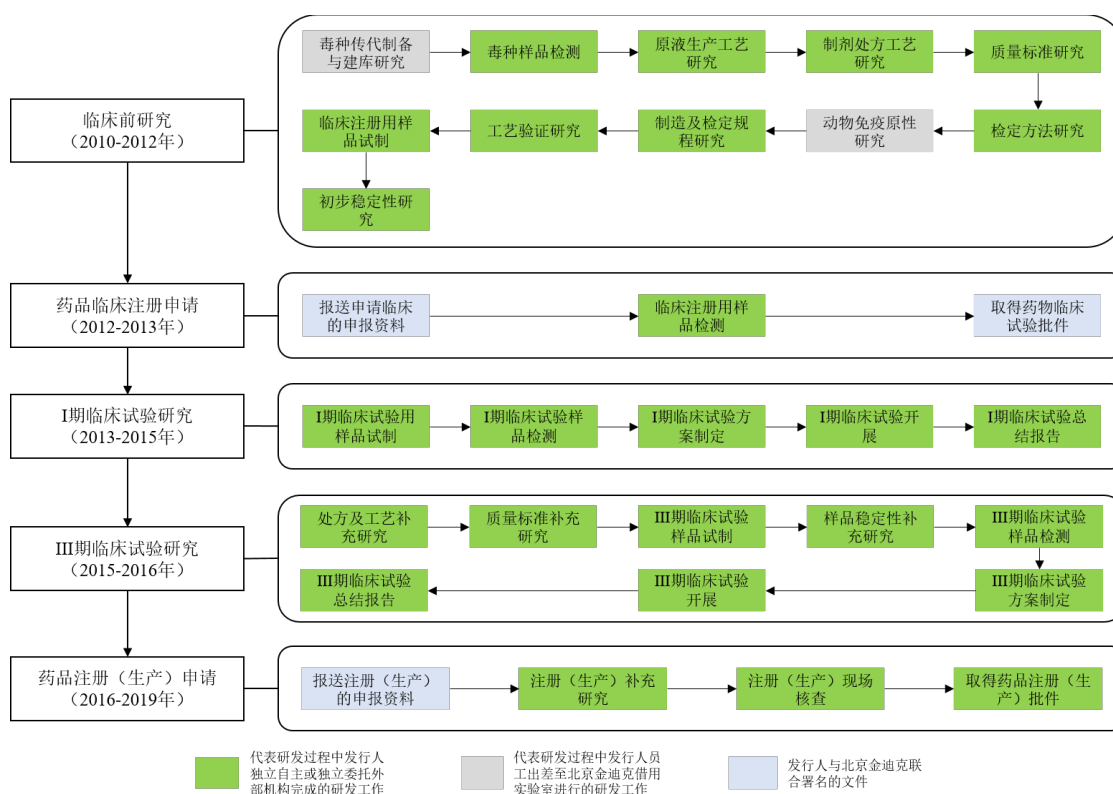 临床前研究
（2010-2012年）
毒种传代制备
与建库研究
毒种样品检测
原液生产工艺
研究
制剂处方工艺
研究
质量标准研究
检定方法研究
动物免疫原性
研究
制造及检定规
程研究
工艺验证研究
临床注册用样
品试制
初步稳定性研
究
药品临床注册申请
（2012-2013年）
报送申请临床
的申报资料
临床注册用样
品检测
取得药物临床
试验批件
I期临床试验研究
（2013-2015年）
I期临床试验用
样品试制
I期临床试验样
品检测
I期临床试验方
案制定
I期临床试验开
展
I期临床试验总
结报告
III期临床试验研究
（2015-2016年）
处方及工艺补
充研究
质量标准补充
研究
III期临床试验
样品试制
样品稳定性补
充研究
III期临床试验
样品检测
III期临床试验
方案制定
III期临床试验
开展
III期临床试验
总结报告
药品注册（生产）申请
（2016-2019年）
报送注册（生产）
的申报资料
注册（生产）补充
研究
注册（生产）现场
核查
取得药品注册（生
产）批件
代表研发过程中发行人
独立自主或独立委托外
部机构完成的研发工作
代表研发过程中发行人员
工出差至北京金迪克借用
实验室进行的研发工作
发行人与北京金迪克联
合署名的文件